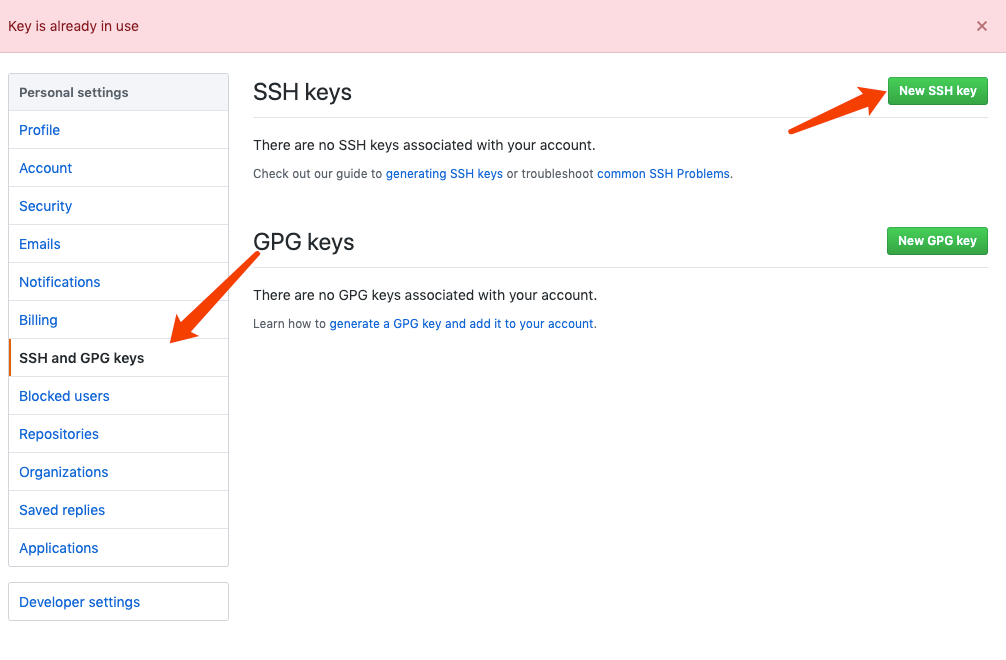 Key is already in use
×
Personal settings
Profile
Account
Security
Emails
Notifications
Billing
SSH and GPG keys
Blocked users
Repositories
Organizations
Saved replies
Applications
Developer settings
SSH keys
New SSH key
There are no SSH keys associated with your account.
Check out our guide to generating SSH keys or troubleshoot common SSH Problems.
GPG keys
New GPG key
There are no GPG keys associated with your account.
Learn how to generate a GPG key and add it to your account.